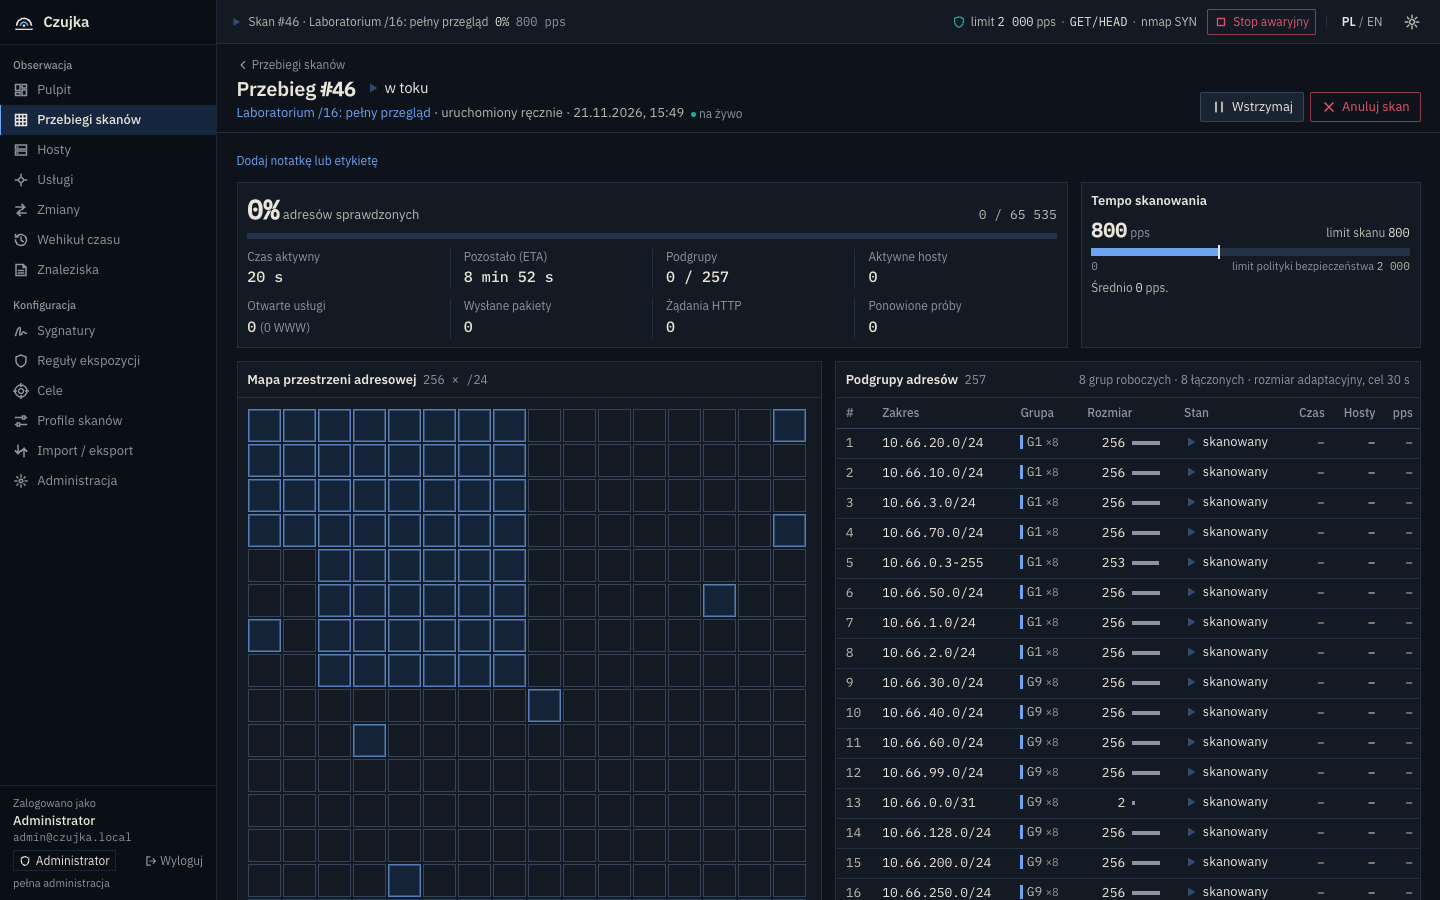 Czujka
Skan #46 · Laboratorium /16: pełny przegląd 0% 800 pps
limit 2 000 pps · GET/HEAD · nmap SYN
Stop awaryjny
PL / EN
Obserwacja
Pulpit
Przebiegi skanów
Hosty
Usługi
Zmiany
Wehikuł czasu
Znaleziska
Konfiguracja
Sygnatury
Reguły ekspozycji
Cele
Profile skanów
Import / eksport
Administracja
Zalogowano jako
Administrator
admin@czujka.local
Administrator
Wyloguj
pełna administracja
Przebiegi skanów
Przebieg #46 w toku
Laboratorium /16: pełny przegląd · uruchomiony ręcznie · 21.11.2026, 15:49 na żywo
Wstrzymaj
Anuluj skan
Dodaj notatkę lub etykietę
0% adresów sprawdzonych 0 / 65 535
Czas aktywny Pozostało (ETA) Podgrupy Aktywne hosty
20 s 8 min 52 s 0 / 257 0
Otwarte usługi Wysłane pakiety Żądania HTTP Ponowione próby
0 (0 WWW) 0 0 0
Tempo skanowania
800 pps limit skanu 800
0 limit polityki bezpieczeństwa 2 000
Średnio 0 pps.
Mapa przestrzeni adresowej 256 × /24
Podgrupy adresów 257 8 grup roboczych · 8 łączonych · rozmiar adaptacyjny, cel 30 s
# Zakres Grupa Rozmiar Stan Czas Hosty pps
1 10.66.20.0/24 G1 ×8 256 skanowany – – –
2 10.66.10.0/24 G1 ×8 256 skanowany – – –
3 10.66.3.0/24 G1 ×8 256 skanowany – – –
4 10.66.70.0/24 G1 ×8 256 skanowany – – –
5 10.66.0.3-255 G1 ×8 253 skanowany – – –
6 10.66.50.0/24 G1 ×8 256 skanowany – – –
7 10.66.1.0/24 G1 ×8 256 skanowany – – –
8 10.66.2.0/24 G1 ×8 256 skanowany – – –
9 10.66.30.0/24 G9 ×8 256 skanowany – – –
10 10.66.40.0/24 G9 ×8 256 skanowany – – –
11 10.66.60.0/24 G9 ×8 256 skanowany – – –
12 10.66.99.0/24 G9 ×8 256 skanowany – – –
13 10.66.0.0/31 G9 ×8 2 skanowany – – –
14 10.66.128.0/24 G9 ×8 256 skanowany – – –
15 10.66.200.0/24 G9 ×8 256 skanowany – – –
16 10.66.250.0/24 G9 ×8 256 skanowany – – –